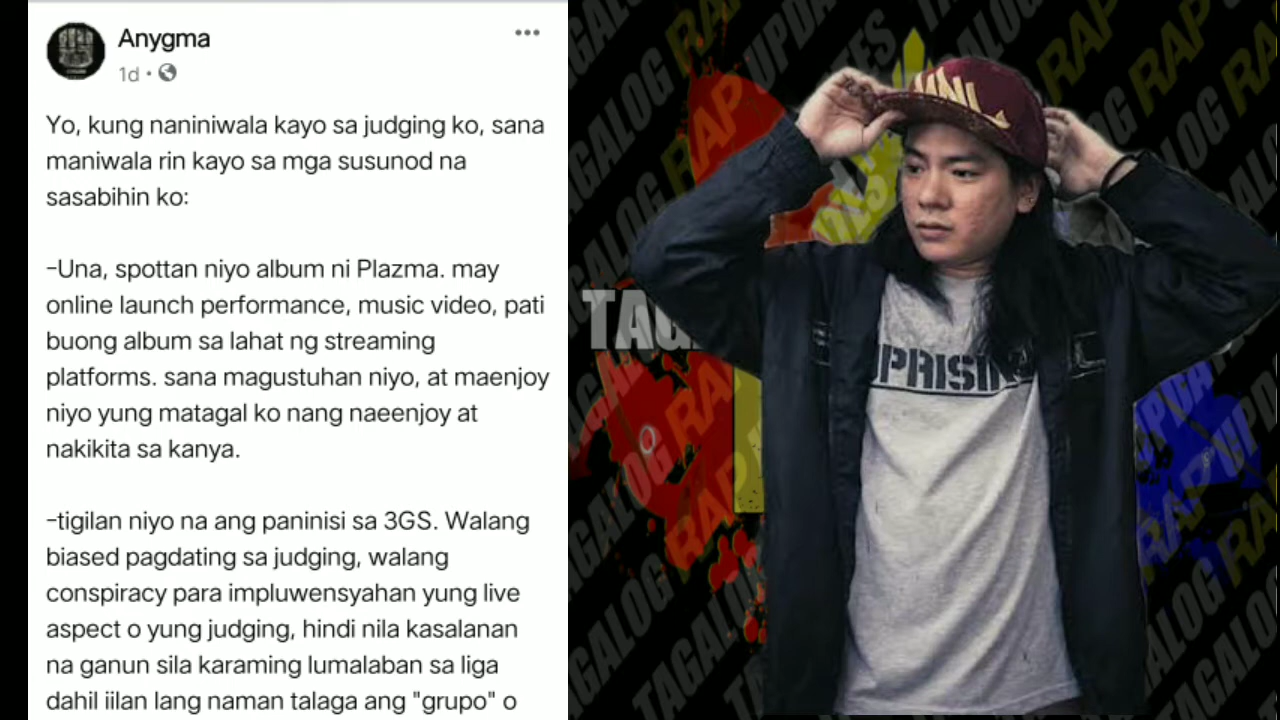 Anygma
1d
Yo, kung naniniwala kayo sa judging ko, sana
maniwala rin kayo sa mga susunod na
sasabihin ko:
-Una, spottan niyo album ni Plazma. may
online launch performance, music video, pati
buong album sa lahat ng streaming
platforms. sana magustuhan niyo, at maenjoy
niyo yung matagal ko nang naeenjoy at
nakikita sa kanya.
-tigilan niyo na ang paninisi sa 3GS. Walang
biased pagdating sa judging, walang
conspiracy para impluwensyahan yung live
aspect o yung judging, hindi nila kasalanan
na ganun sila karaming lumalaban sa liga
dahil iilan lang naman talaga ang "grupo" o
TAGALOG RAP UPDATES